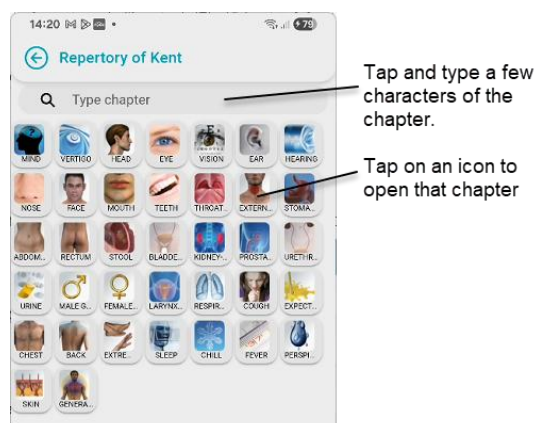 14:20
79
Repertory of Kent
Type chapter
Tap and type a few
characters of the
chapter.
MIND VERTIGO HEAD EYE VISION EAR HEARING
Tap on an icon to
open that chapter
NOSE FACE MOUTH TEETH THROAT.. EXTERN.. STOMA..
ABDOM.. RECTUM STOOL BLADDE.. KIDNEY-.. PROSTA.. URETHR..
URINE MALE G.. FEMALE.. LARYNX.. RESPIR.. COUGH EXPECT..
CHEST BACK EXTRE.. SLEEP CHILL FEVER PERSPI..
SKIN GENERA..